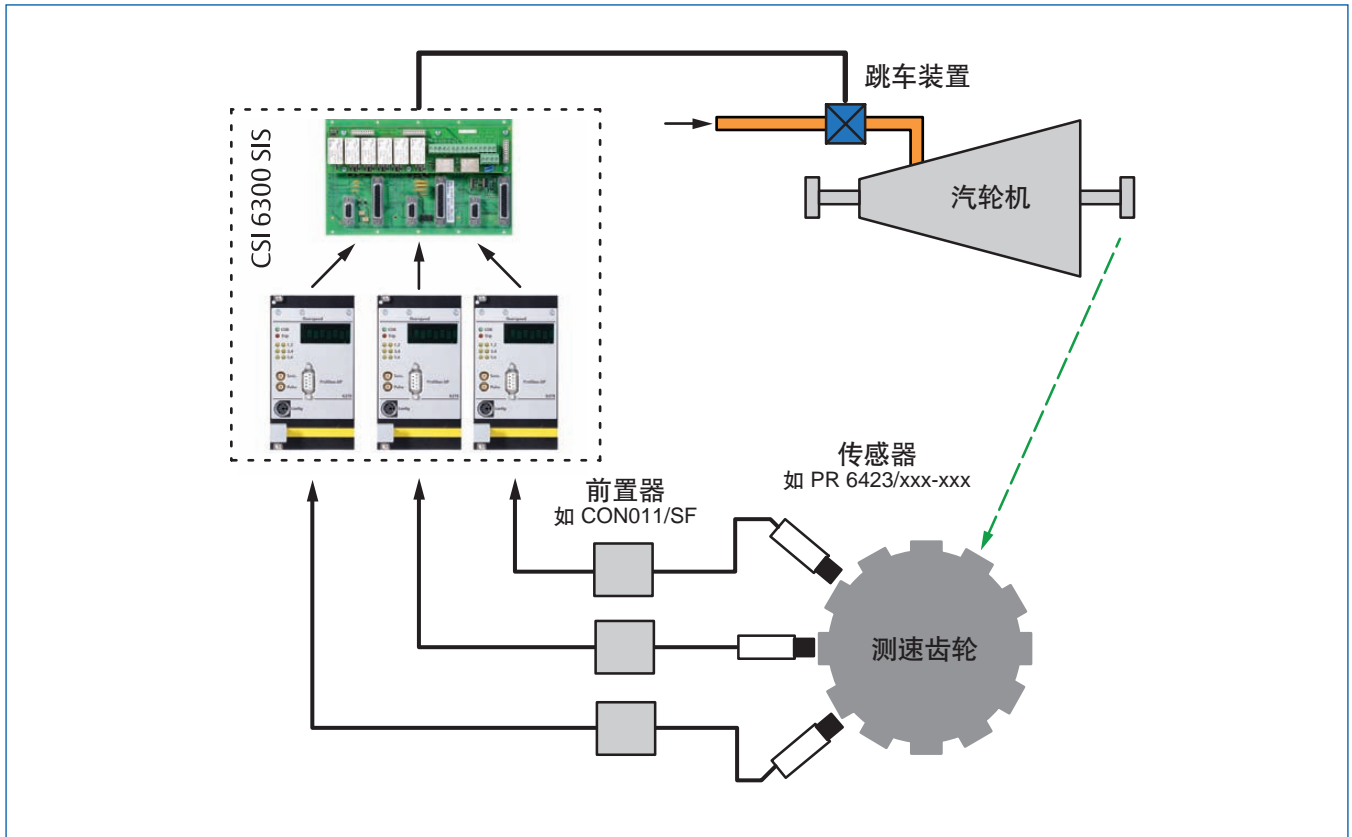 跳车装置
CSI 6300 SIS
汽轮机
传感器
如 PR 6423/xxx-xxx
前置器
如 CON011/SF
测速齿轮